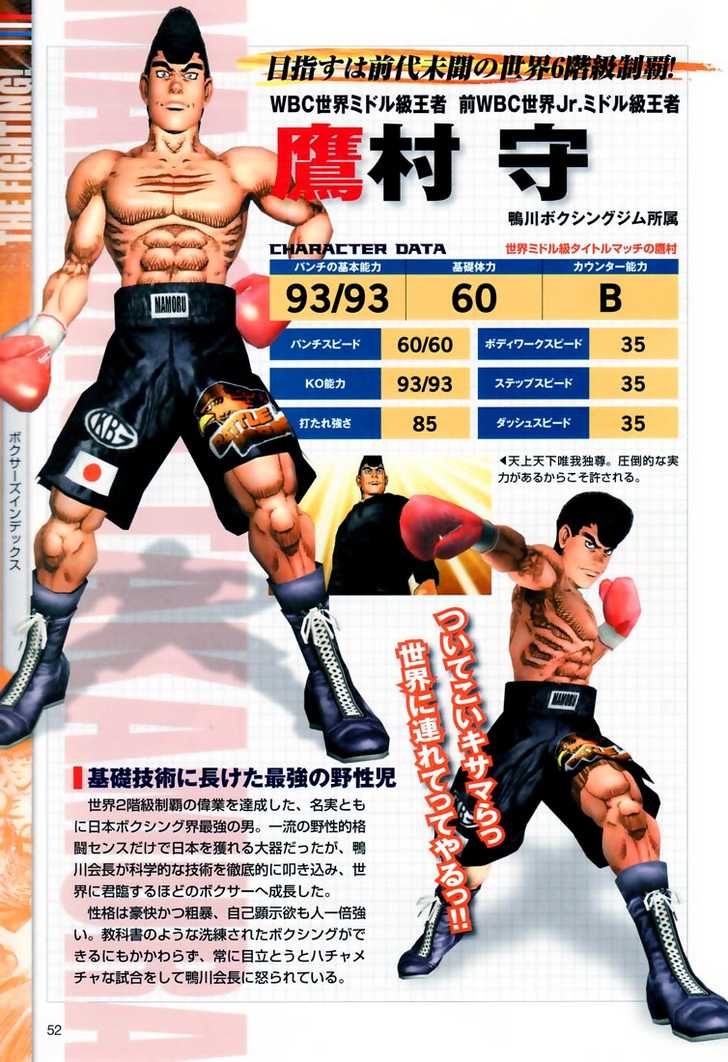 THE FIGHTING!
目指すは前代未聞の世界6階級制覇!
WBC世界ミドル級王者 前WBC世界Jr.ミドル級王者
鷹村 守
鴨川ボクシングジム所属
CHARACTER DATA 世界ミドル級タイトルマッチの鷹村
パンチの基本能力 基礎体力 カウンター能力
93/93 60 B
パンチスピード 60/60 ボディワークスピード 35
KO能力 93/93 ステップスピード 35
打たれ強さ 85 ダッシュスピード 35
◀天上天下唯我独尊。圧倒的な実
力があるからこそ許される。
MAMORU
KBG
BATTLE
ボクサーズインデックス
MAMORU
ついてこいキサマらっ
世界に連れてってやるっ!!
基礎技術に長けた最強の野性児
世界2階級制覇の偉業を達成した、名実とも
に日本ボクシング界最強の男。一流の野性的格
闘センスだけで日本を獲れる大器だったが、鴨
川会長が科学的な技術を徹底的に叩き込み、世
界に君臨するほどのボクサーへ成長した。
性格は豪快かつ粗暴、自己顕示欲も人一倍強
い。教科書のような洗練されたボクシングがで
きるにもかかわらず、常に目立とうとハチャメ
チャな試合をして鴨川会長に怒られている。
52